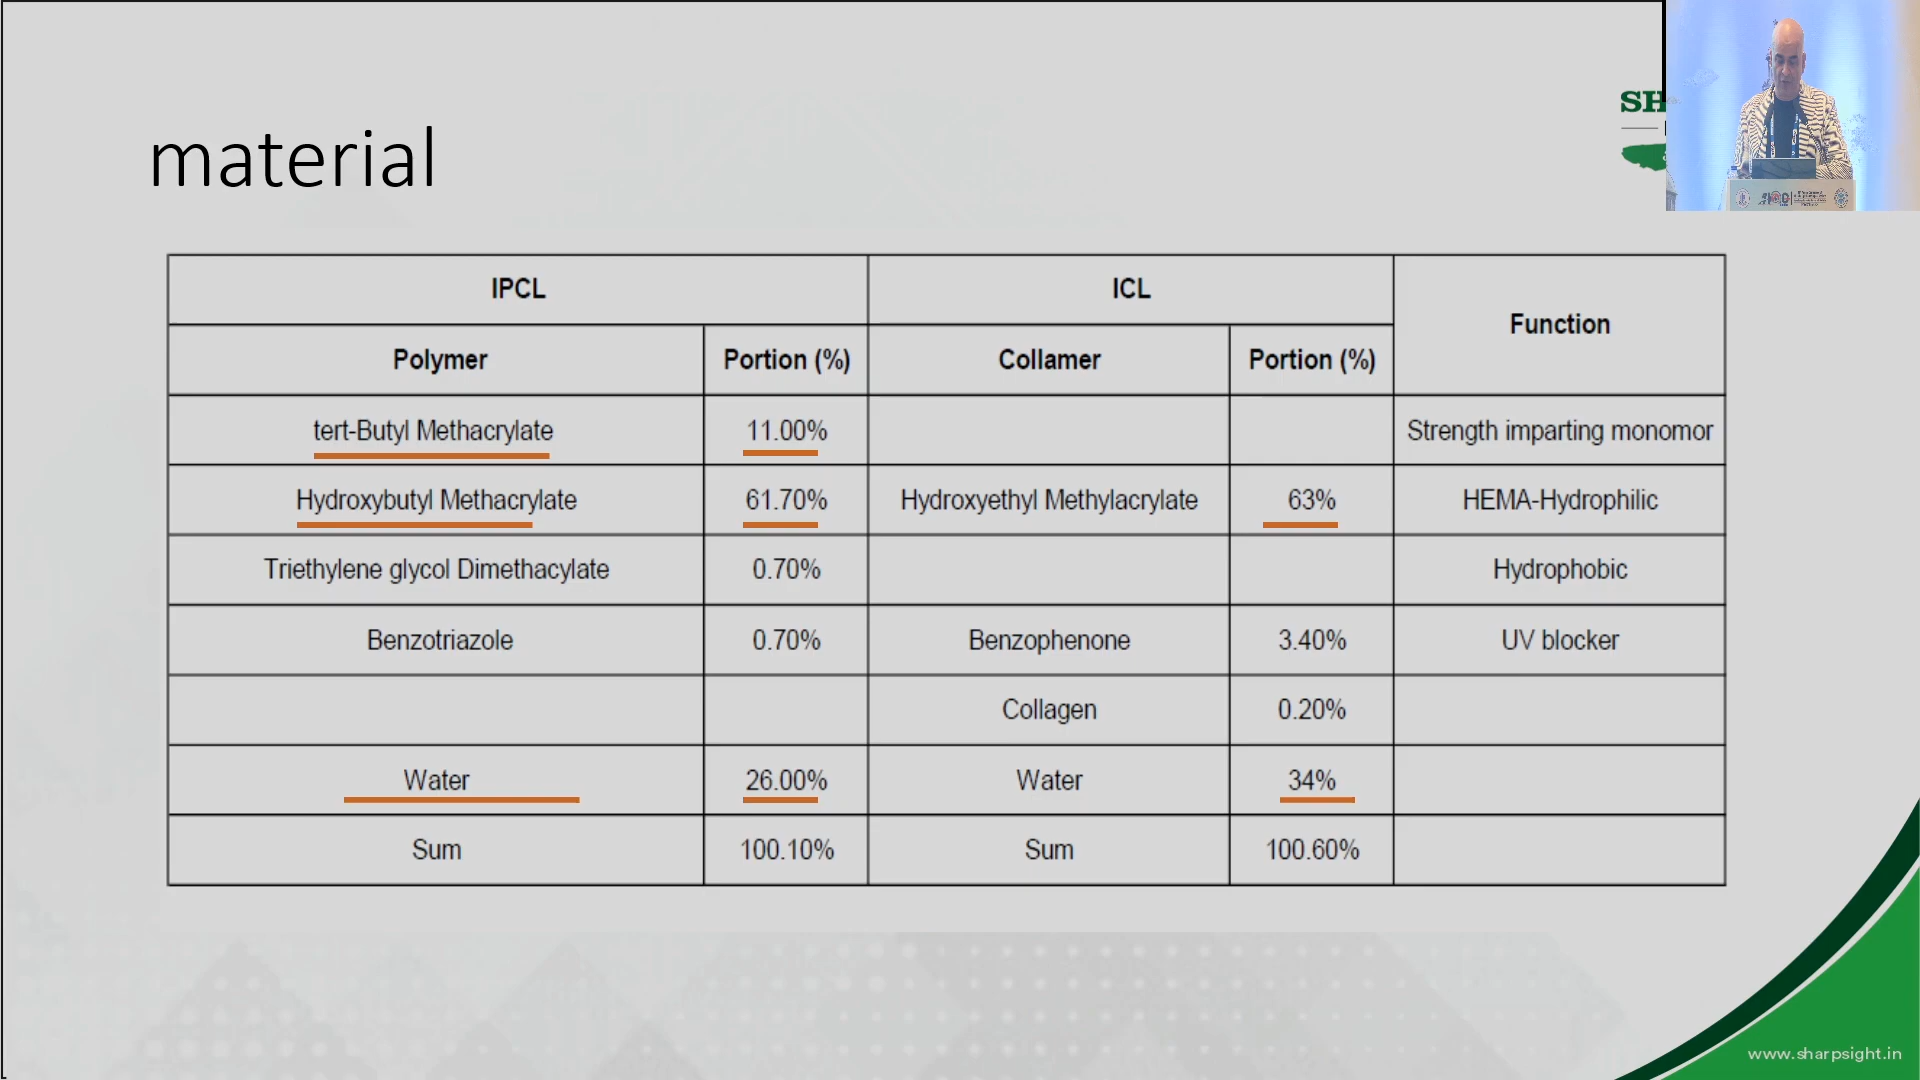 material
SH
IPCL ICL Function
Polymer Portion (%) Collamer Portion (%)
tert-Butyl Methacrylate 11.00% Strength imparting monomor
Hydroxybutyl Methacrylate 61.70% Hydroxyethyl Methylacrylate 63% HEMA-Hydrophilic
Triethylene glycol Dimethacylate 0.70% Hydrophobic
Benzotriazole 0.70% Benzophenone 3.40% UV blocker
Collagen 0.20%
Water 26.00% Water 34%
Sum 100.10% Sum 100.60%
www.sharpsight.in